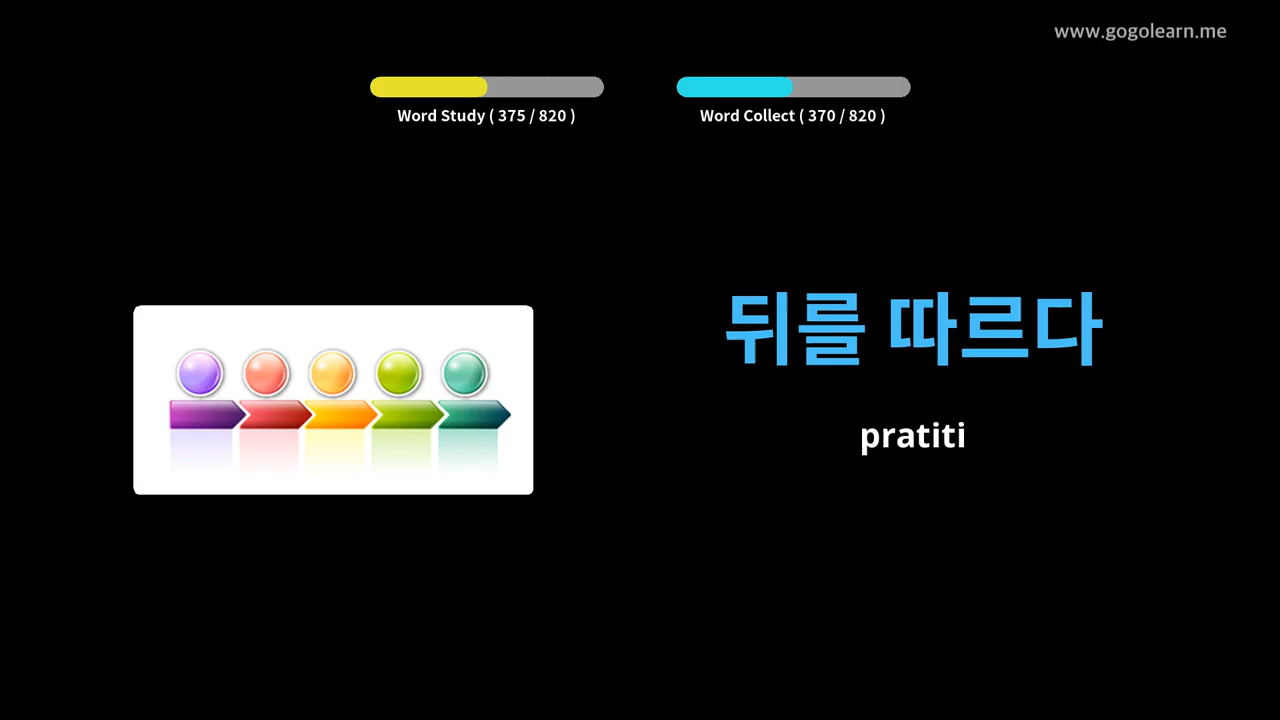 www.gogolearn.me
Word Study ( 375 / 820 )
Word Collect ( 370 / 820 )
뒤를 따르다
pratiti